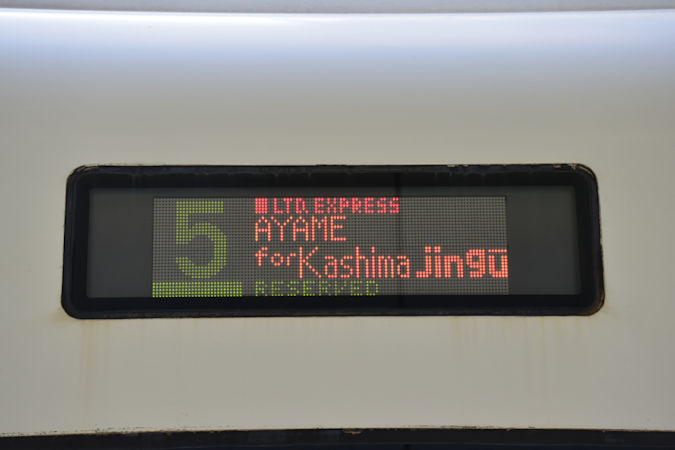 5
LTD. EXPRESS
AYAME
for Kashima Jingū
RESERVED